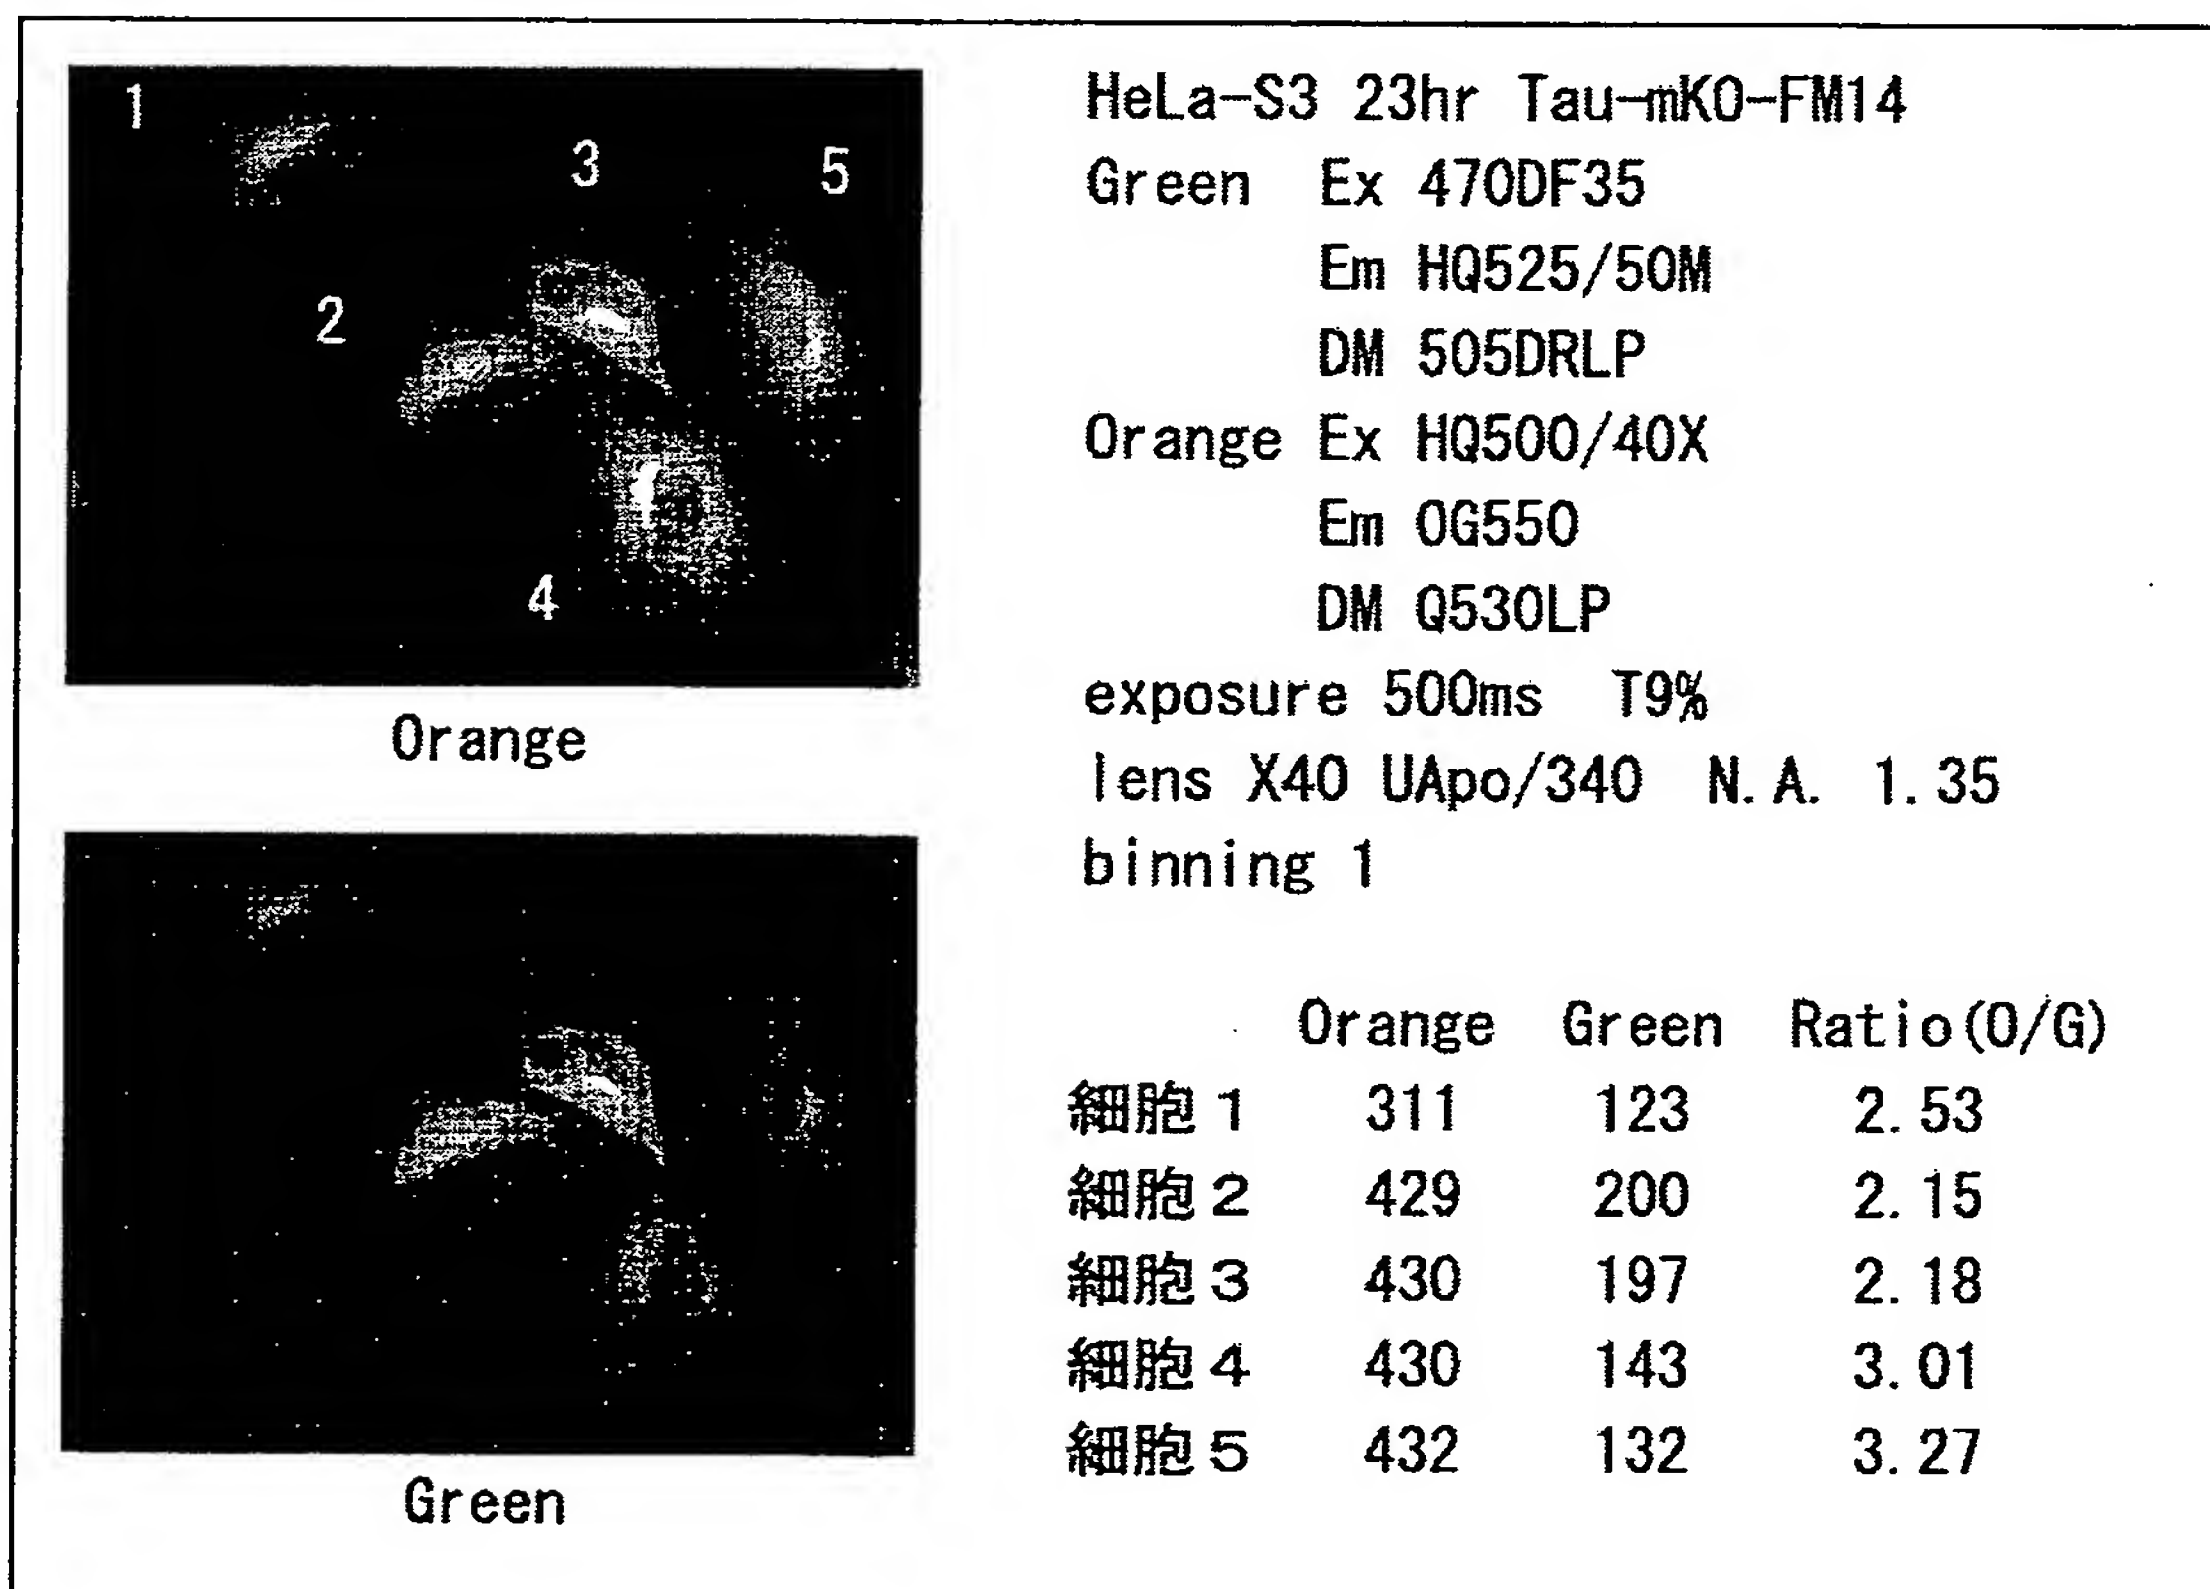 1
3
5
2
4
Orange
Green
HeLa-S3 23hr Tau-mKO-FM14
Green Ex 470DF35
Em HQ525/50M
DM 505DRLP
Orange Ex HQ500/40X
Em OG550
DM Q530LP
exposure 500ms T9%
lens X40 UApo/340 N.A. 1.35
binning 1
Orange Green Ratio(O/G)
細胞1 311 123 2.53
細胞2 429 200 2.15
細胞3 430 197 2.18
細胞4 430 143 3.01
細胞5 432 132 3.27